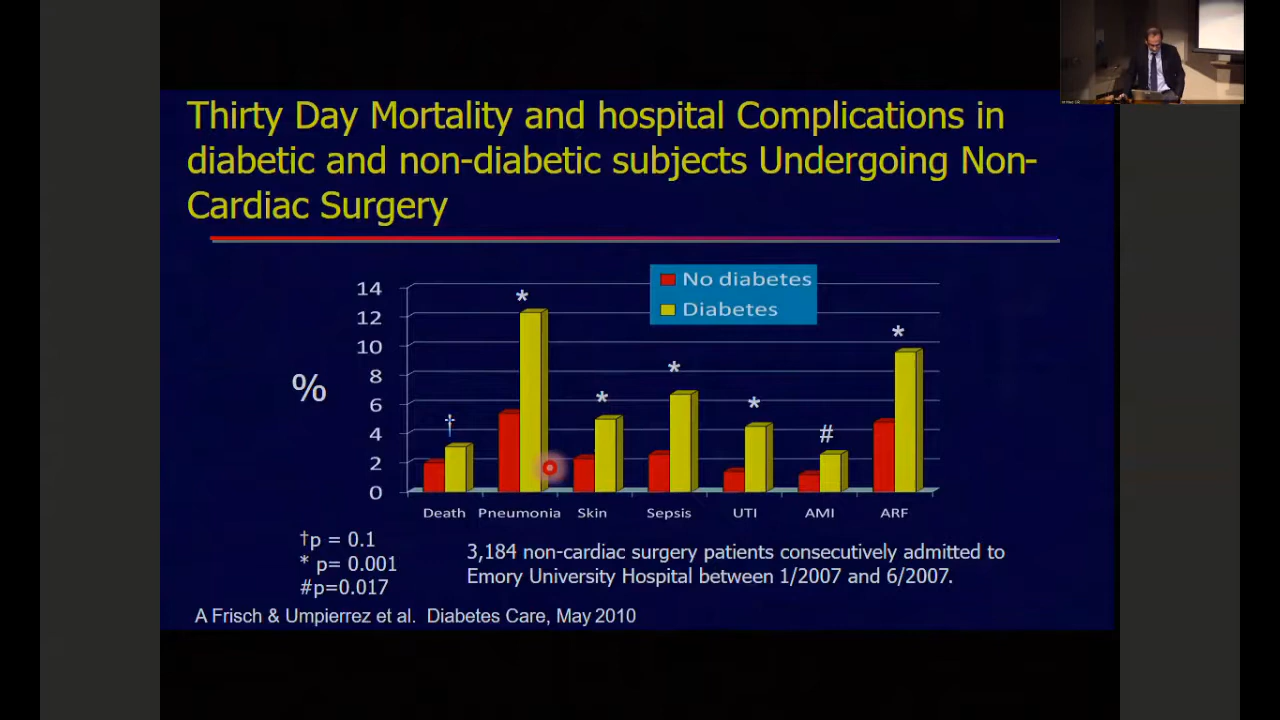 Thirty Day Mortality and hospital Complications in
diabetic and non-diabetic subjects Undergoing Non-
Cardiac Surgery
No diabetes
Diabetes
14
12
10
8
6
4
2
0
%
†
*
*
*
*
#
*
Death Pneumonia Skin Sepsis UTI AMI ARF
†p = 0.1
* p= 0.001
#p=0.017
3,184 non-cardiac surgery patients consecutively admitted to
Emory University Hospital between 1/2007 and 6/2007.
A Frisch & Umpierrez et al. Diabetes Care, May 2010